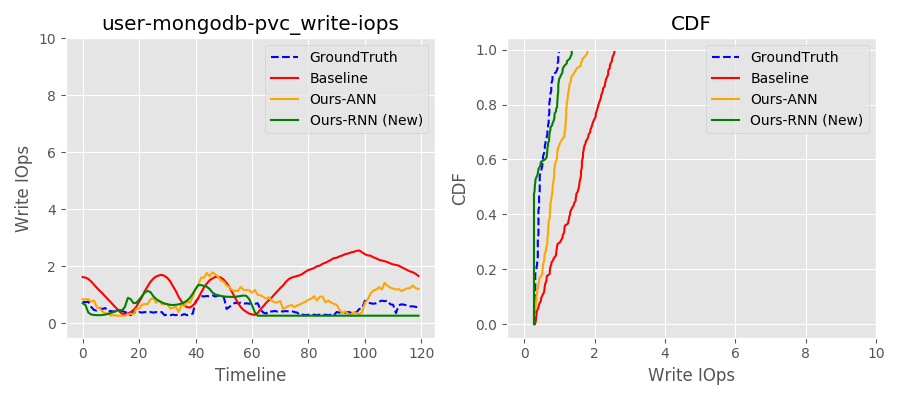 user-mongodb-pvc_write-iops
10
8
6
4
2
0
Write IOps
0
20
40
60
80
100
120
Timeline
GroundTruth
Baseline
Ours-ANN
Ours-RNN (New)
CDF
1.0
0.8
0.6
0.4
0.2
0.0
CDF
0
2
4
6
8
10
Write IOps
GroundTruth
Baseline
Ours-ANN
Ours-RNN (New)